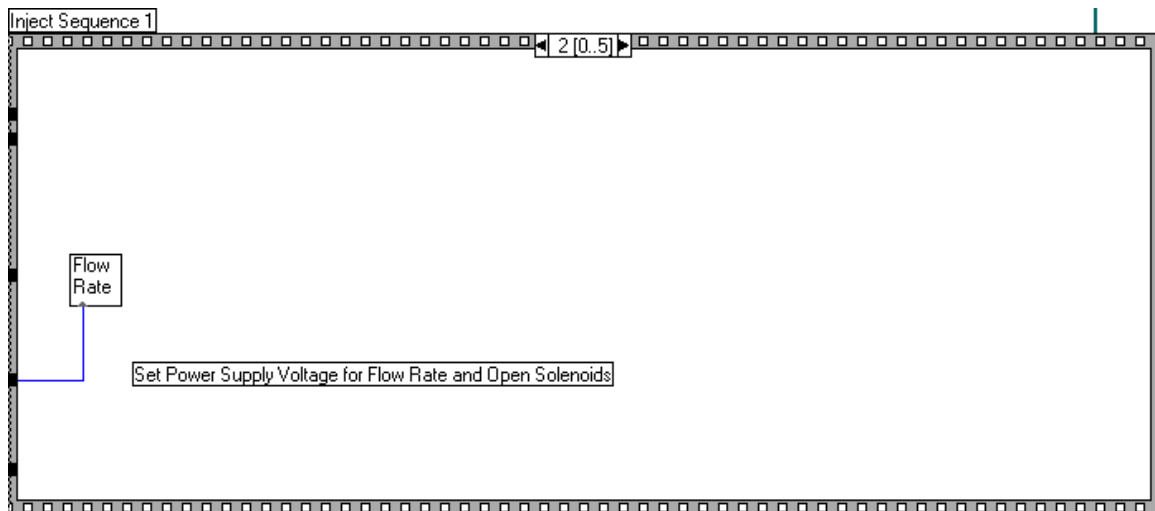 Inject Sequence 1
2 [0..5]
Flow
Rate
Set Power Supply Voltage for Flow Rate and Open Solenoids